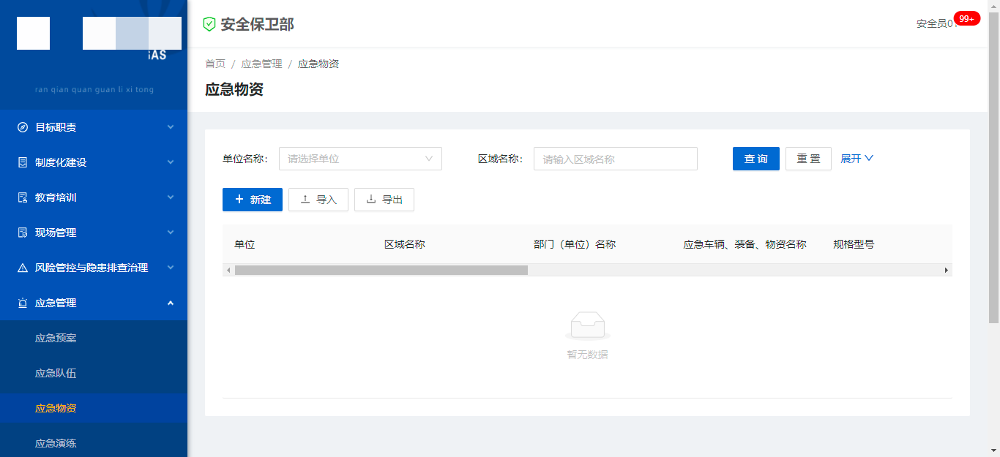 GAS
ran qian quan guan li xi tong
目标职责
制度化建设
教育培训
现场管理
风险管控与隐患排查治理
应急管理
应急预案
应急队伍
应急物资
应急演练
安全保卫部
安全员0
99+
首页 / 应急管理 / 应急物资
应急物资
单位名称: 请选择单位 区域名称: 请输入区域名称 查 询 重 置 展开
新建 导入 导出
单位 区域名称 部门（单位）名称 应急车辆、装备、物资名称 规格型号
暂无数据